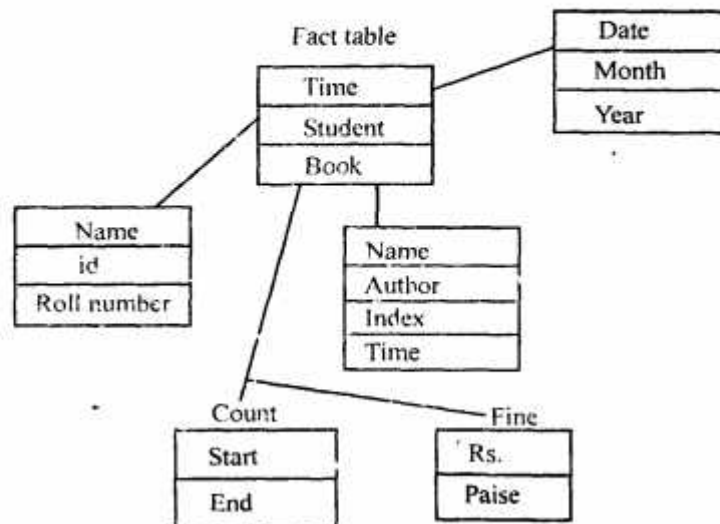 Fact table
Time
Student
Book
Date
Month
Year
Name
id
Roll number
Name
Author
Index
Time
Count
Start
End
Fine
Rs.
Paise